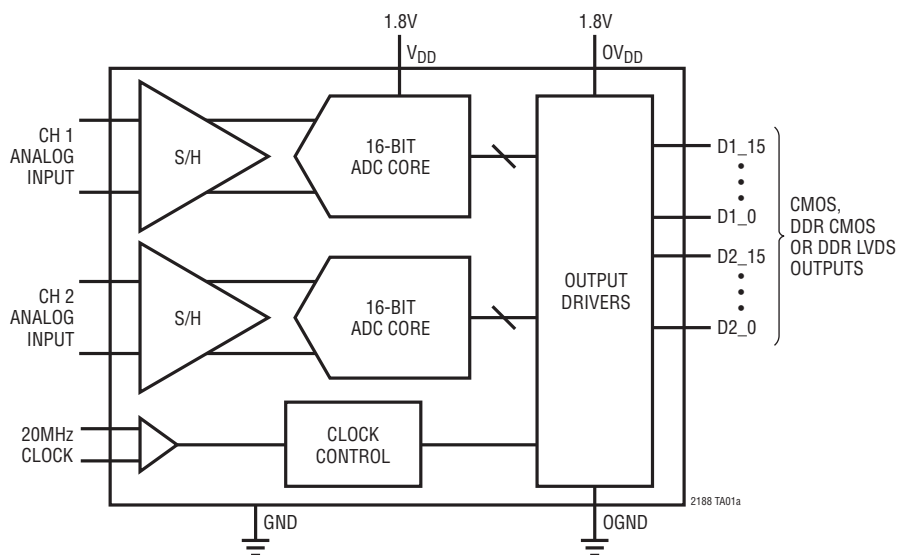 1.8V
1.8V
VDD
OVDD
CH 1
ANALOG
INPUT
S/H
16-BIT
ADC CORE
D1_15
D1_0
CH 2
ANALOG
INPUT
S/H
16-BIT
ADC CORE
OUTPUT
DRIVERS
D2_15
D2_0
CMOS,
DDR CMOS
OR DDR LVDS
OUTPUTS
20MHz
CLOCK
CLOCK
CONTROL
GND
OGND
2188 TA01a